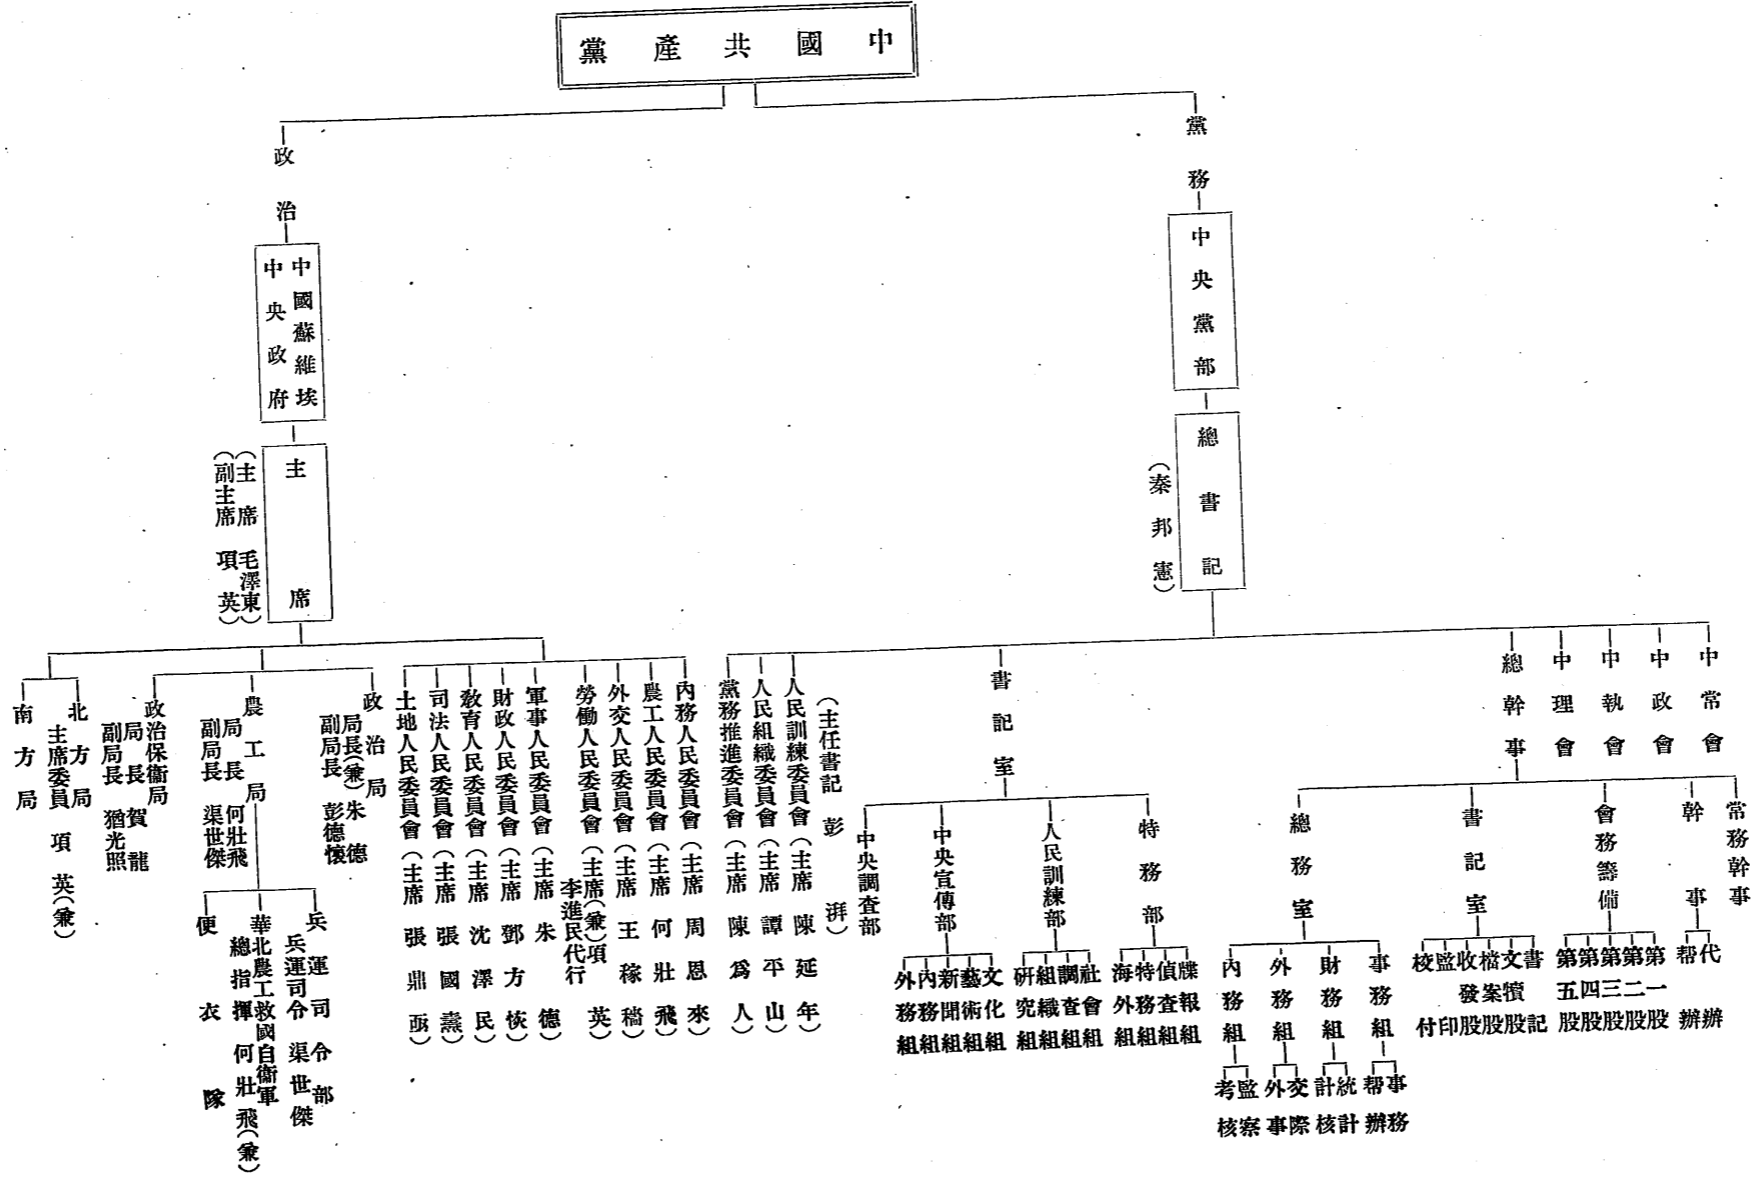 中國共產黨
黨務
中央黨部
總書記
（秦邦憲）
中常會
中政會
中執會
中理會
總幹事
常務幹事
幹事
代辦
帮辦
會務籌備
第一股
第二股
第三股
第四股
第五股
書記室
書記
文牘股
檔案股
收發股
監印
校付
總務室
事務組
事務
帮辦
財務組
統計
計核
外務組
交際
外事
內務組
監察
考核
書記室
（主任書記　彭湃）
特務部
牒報組
偵查組
特務組
海外組
人民訓練部
社會組
調查組
組織組
研究組
中央宣傳部
文化組
藝術組
新聞組
內務組
外務組
中央調查部
人民訓練委員會（主席　陳延年）
人民組織委員會（主席　譚平山）
黨務推進委員會（主席　陳爲人）
政治
中國蘇維埃
中央政府
主席
（主席　毛澤東）
（副主席　項英）
內務人民委員會（主席　周恩來）
農工人民委員會（主席　何壯飛）
外交人民委員會（主席　王稼穡）
勞働人民委員會（主席（兼）項英）
李進民代行
軍事人民委員會（主席　朱德）
財政人民委員會（主席　鄧方恢）
教育人民委員會（主席　沈澤民）
司法人民委員會（主席　張國燾）
土地人民委員會（主席　張鼎丞）
政治局
局長（兼）朱德
副局長　彭德懷
農工局
局長　何壯飛
副局長　渠世傑
兵運司令部
兵運司令　渠世傑
華北農工救國自衞軍
總指揮　何壯飛（兼）
便衣隊
政治保衞局
局長　賀龍
副局長　猶光照
北方局
主席委員　項英（兼）
南方局